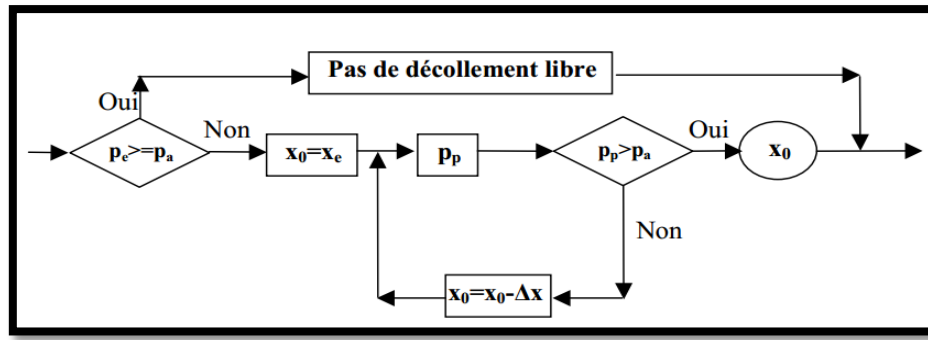 Pas de décollement libre
Oui
Non
pₑ>=pₐ
x₀=xₑ
pₚ
pₚ>pₐ
Oui
x₀
Non
x₀=x₀-Δx